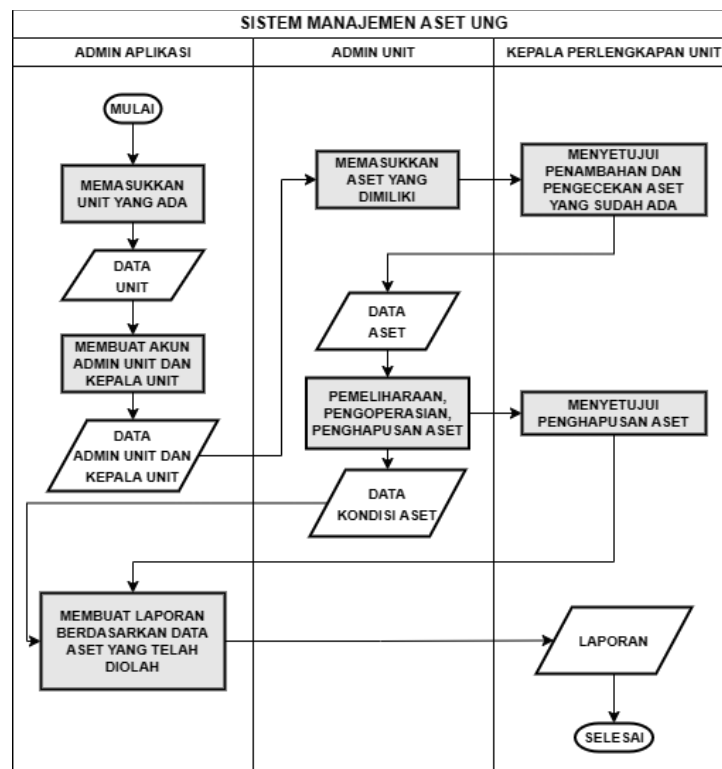 SISTEM MANAJEMEN ASET UNG
ADMIN APLIKASI
ADMIN UNIT
KEPALA PERLENGKAPAN UNIT
MULAI
MEMASUKKAN
UNIT YANG ADA
DATA
UNIT
MEMBUAT AKUN
ADMIN UNIT DAN
KEPALA UNIT
DATA
ADMIN UNIT DAN
KEPALA UNIT
MEMASUKKAN
ASET YANG
DIMILIKI
MENYETUJUI
PENAMBAHAN DAN
PENGECEKAN ASET
YANG SUDAH ADA
DATA
ASET
PEMELIHARAAN,
PENGOPERASIAN,
PENGHAPUSAN ASET
MENYETUJUI
PENGHAPUSAN ASET
DATA
KONDISI ASET
MEMBUAT LAPORAN
BERDASARKAN DATA
ASET YANG TELAH
DIOLAH
LAPORAN
SELESAI